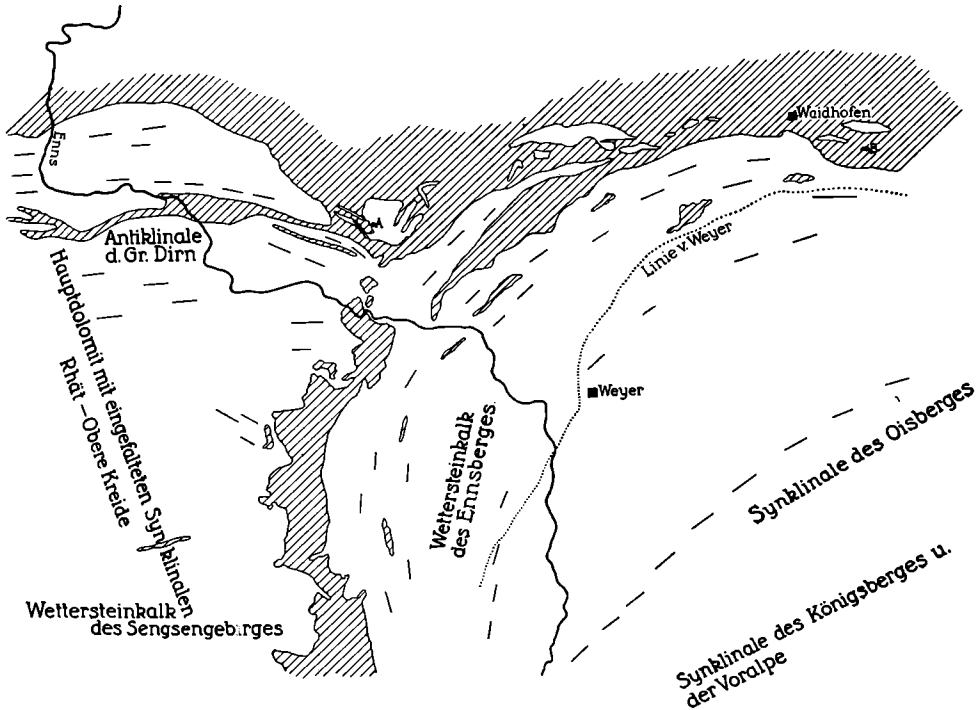 Waidhofen
B
Enns
A
Antiklinale
d. Gr. Dirn
Linie v. Weyer
Hauptdolomit mit eingefalteten Synklinalen
Rhät – Obere Kreide
Weyer
Wettersteinkalk
des Ennsberges
Synklinale des Oisberges
Wettersteinkalk
des Sengsengebirges
Synklinale des Königsberges u.
der Voralpe